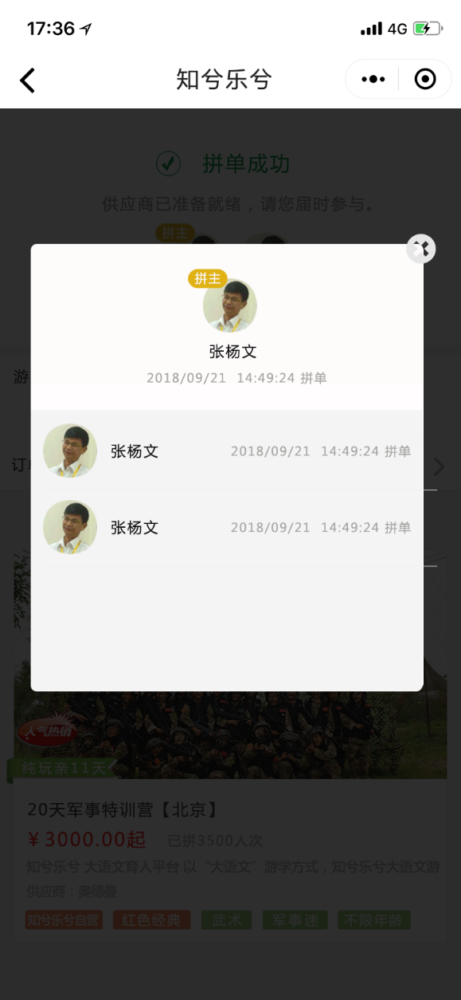 17:36 4G
知兮乐兮
拼单成功
供应商已准备就绪，请您届时参与。
拼主
拼主
张杨文
2018/09/21 14:49:24 拼单
游
张杨文 2018/09/21 14:49:24 拼单
订单
张杨文 2018/09/21 14:49:24 拼单
人气热销
纯玩亲11天
20天军事特训营【北京】
¥ 3000.00起 已拼3500人次
知兮乐兮 大语文育人平台 以“大语文”游学方式，知兮乐兮大语文游
供应商：奥德曼
知兮乐兮自营 红色经典 武术 军事迷 不限年龄